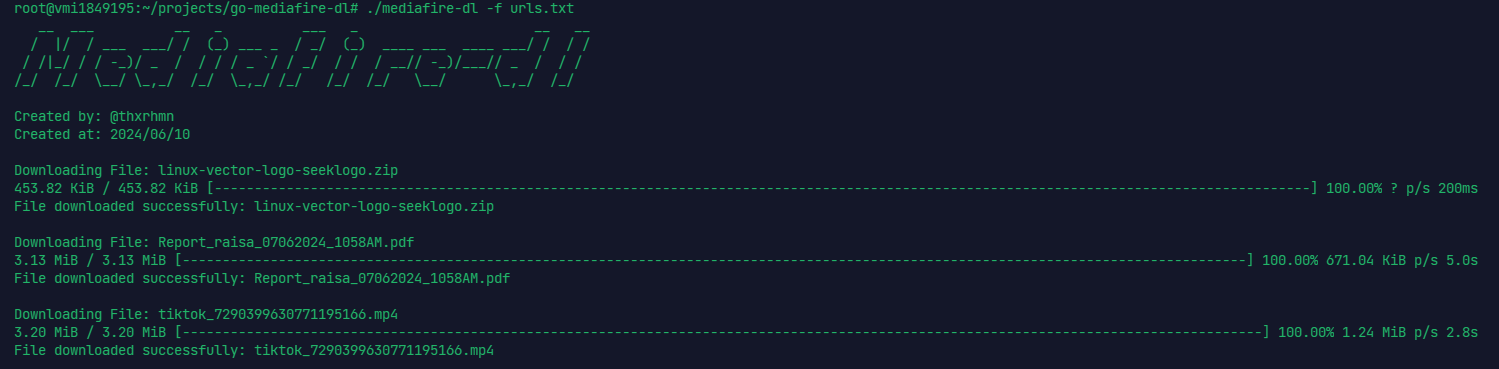 root@vmi1849195:~/projects/go-mediafire-dl# ./mediafire-dl -f urls.txt
Mediafire-dl
Created by: @thxrhmn
Created at: 2024/06/10
Downloading File: linux-vector-logo-seeklogo.zip
453.82 KiB / 453.82 KiB [-----------------------------------------------------------------------------------------------------------------------------------------] 100.00% ? p/s 200ms
File downloaded successfully: linux-vector-logo-seeklogo.zip
Downloading File: Report_raisa_07062024_1058AM.pdf
3.13 MiB / 3.13 MiB [-------------------------------------------------------------------------------------------------------------------------------------] 100.00% 671.04 KiB p/s 5.0s
File downloaded successfully: Report_raisa_07062024_1058AM.pdf
Downloading File: tiktok_7290399630771195166.mp4
3.20 MiB / 3.20 MiB [---------------------------------------------------------------------------------------------------------------------------------------] 100.00% 1.24 MiB p/s 2.8s
File downloaded successfully: tiktok_7290399630771195166.mp4